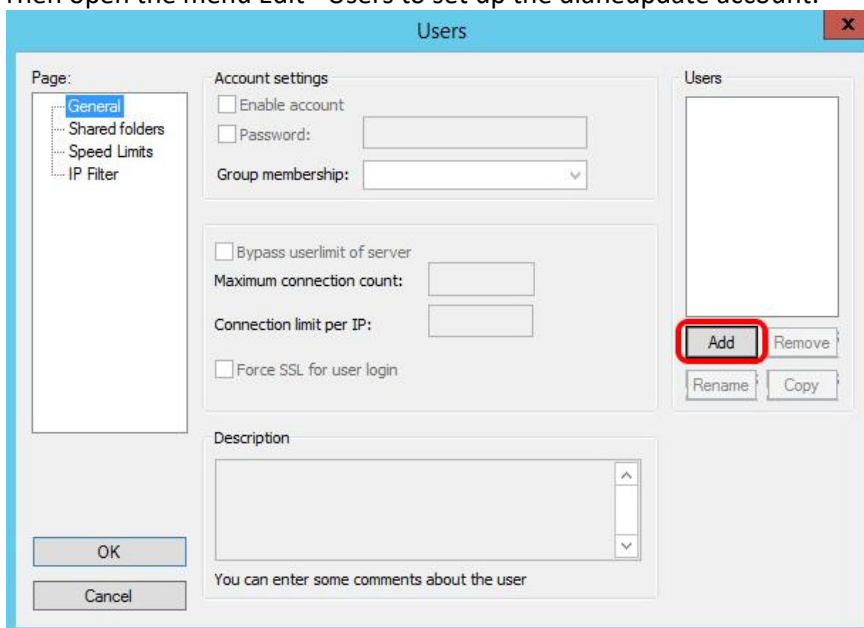 Users
x
Page:
General
Shared folders
Speed Limits
IP Filter
OK
Cancel
Account settings
Enable account
Password:
Group membership:
Bypass userlimit of server
Maximum connection count:
Connection limit per IP:
Force SSL for user login
Description
You can enter some comments about the user
Users
Add
Remove
Rename
Copy